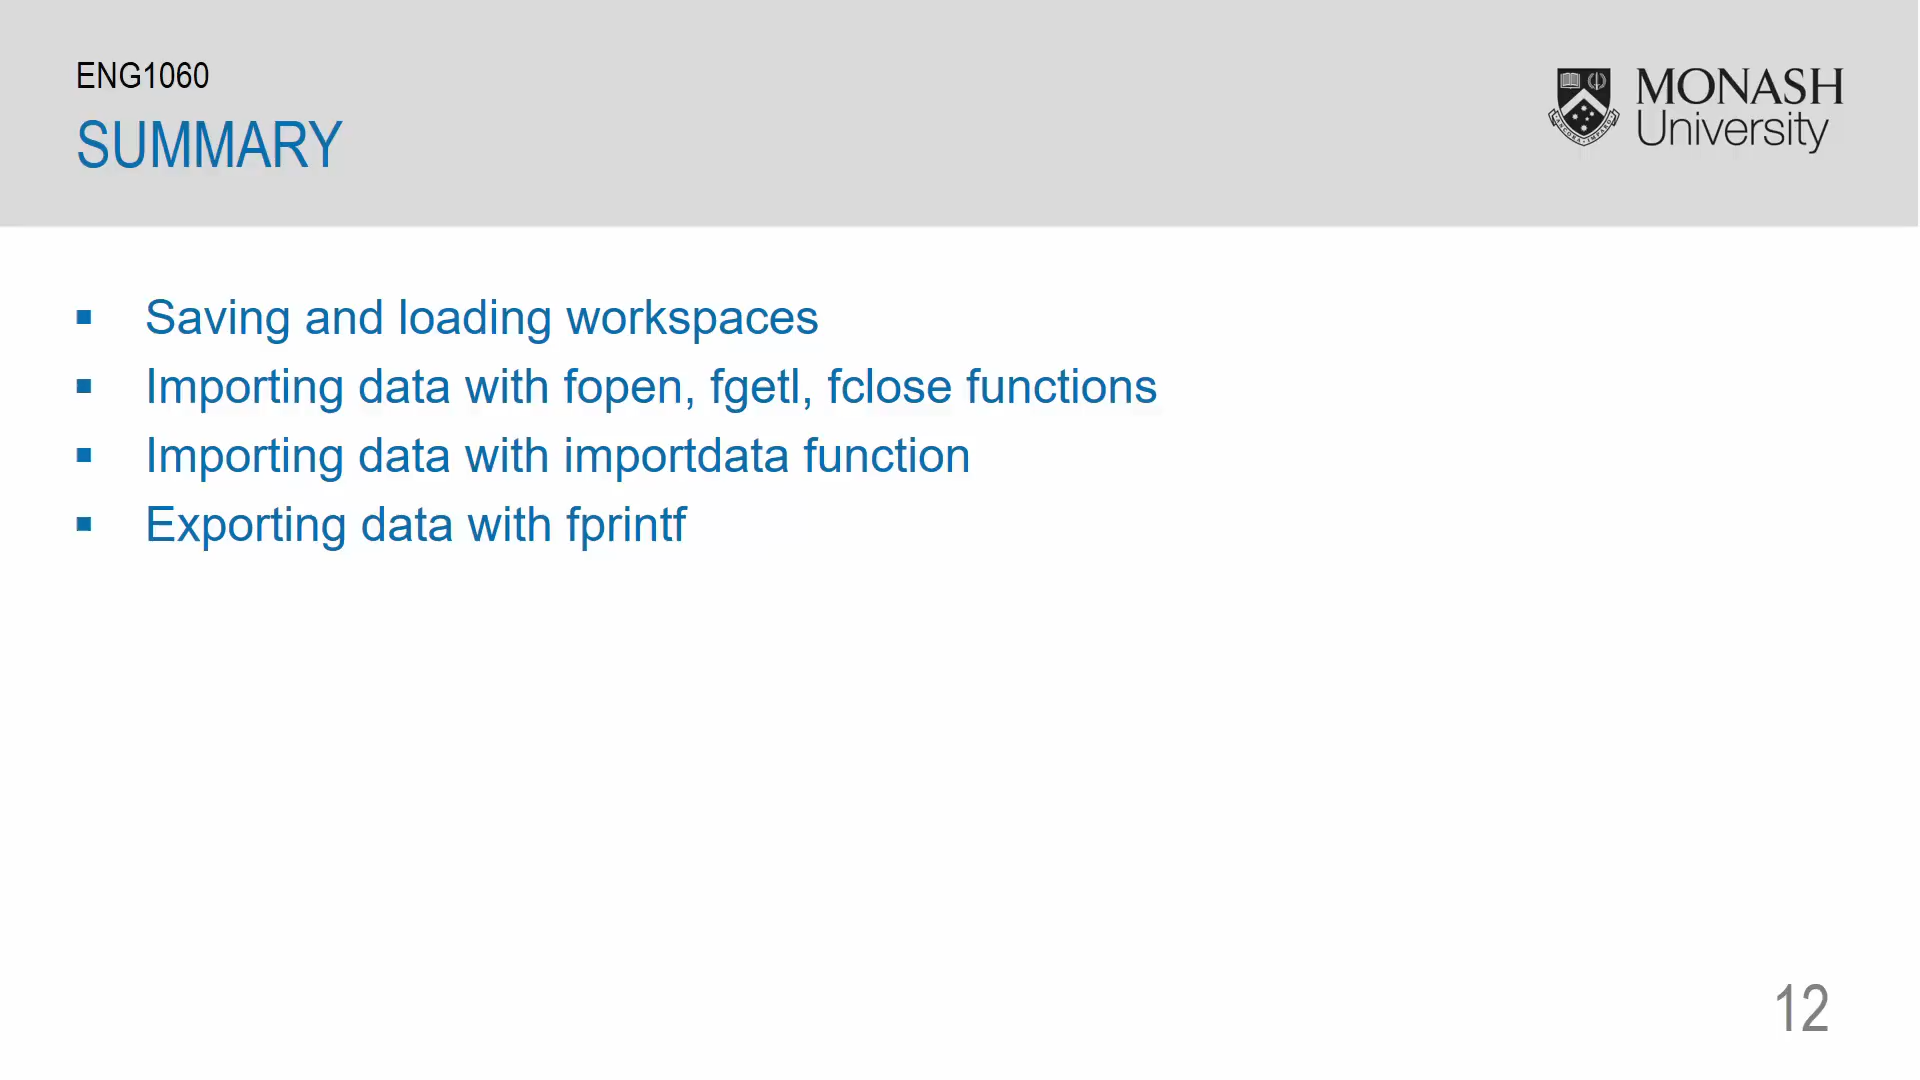 ENG1060
SUMMARY
MONASH
University
▪ Saving and loading workspaces
▪ Importing data with fopen, fgetl, fclose functions
▪ Importing data with importdata function
▪ Exporting data with fprintf
12